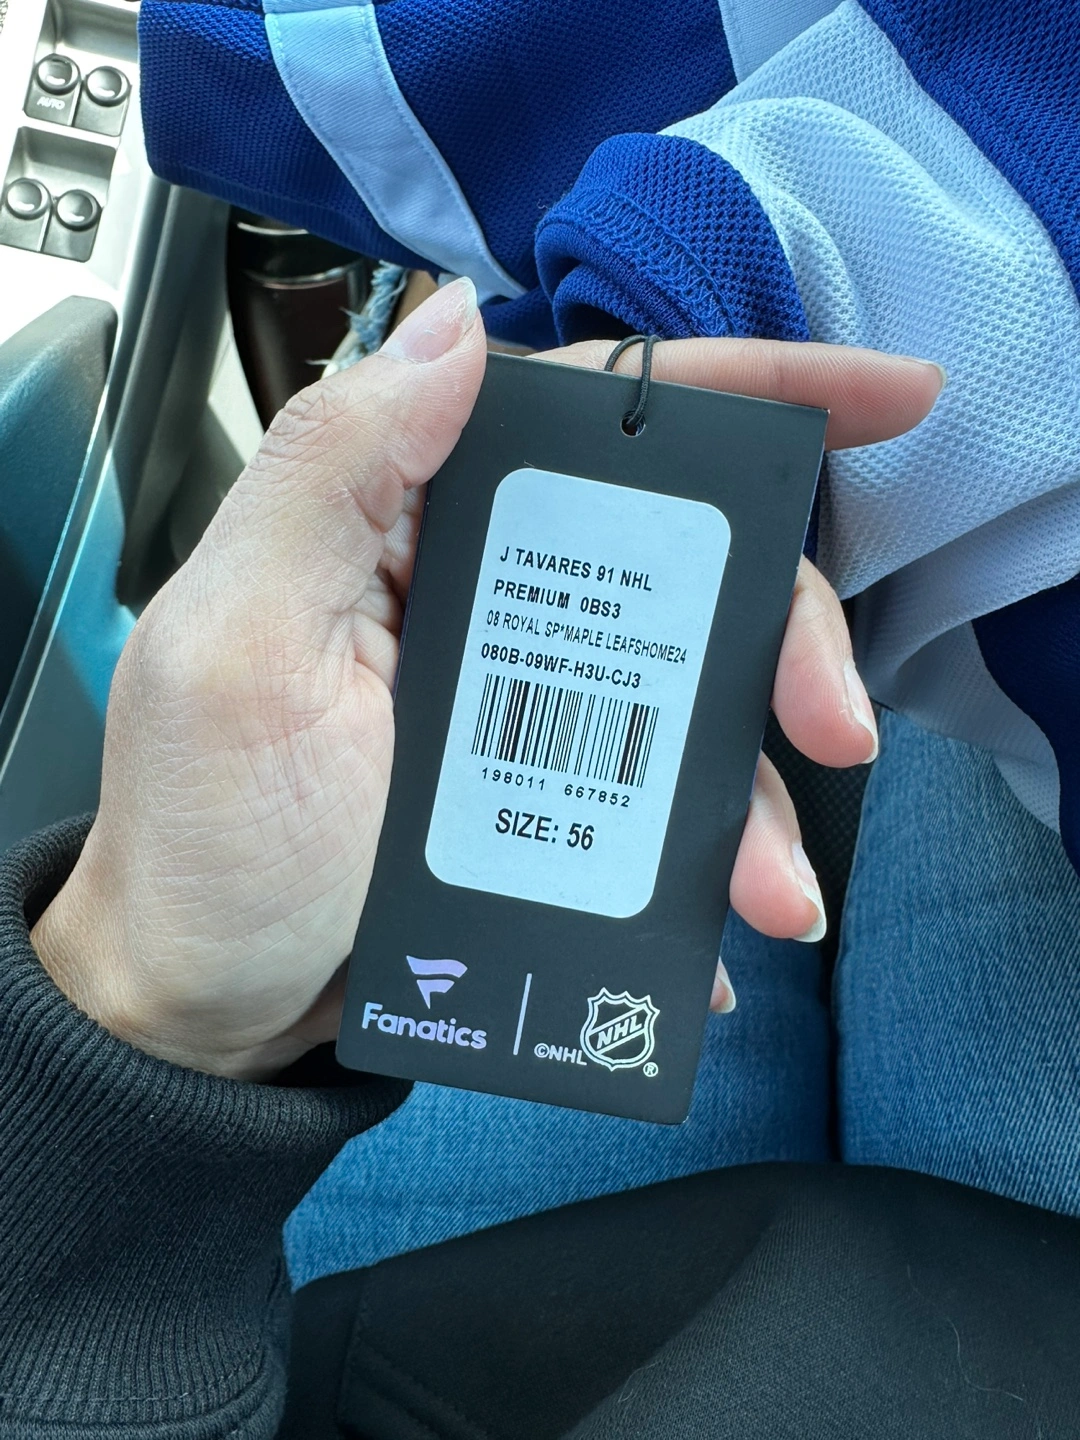 AUTO
J TAVARES 91 NHL
PREMIUM 0BS3
08 ROYAL SP*MAPLE LEAFSHOME24
080B-09WF-H3U-CJ3
198011 667852
SIZE: 56
Fanatics
©NHL NHL ®